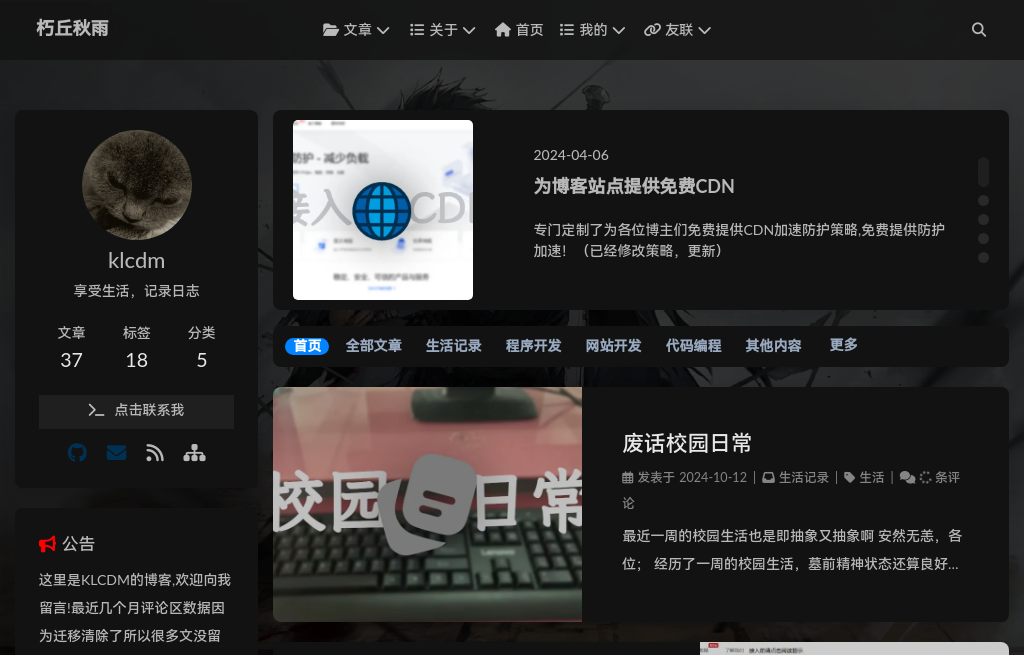 朽丘秋雨
文章
关于
首页
我的
友联
klcdm
享受生活，记录日志
文章
标签
分类
37
18
5
点击联系我
公告
这里是KLCDM的博客,欢迎向我
留言!最近几个月评论区数据因
为迁移清除了所以很多文没留
防护 - 减少负载
接入
CD
2024-04-06
为博客站点提供免费CDN
专门定制了为各位博主们免费提供CDN加速防护策略,免费提供防护
加速！（已经修改策略，更新）
首页
全部文章
生活记录
程序开发
网站开发
代码编程
其他内容
更多
校园日常
Lenovo
废话校园日常
发表于 2024-10-12 | 生活记录 | 生活 | 条评
论
最近一周的校园生活也是即抽象又抽象啊 安然无恙，各
位； 经历了一周的校园生活，墓前精神状态还算良好...